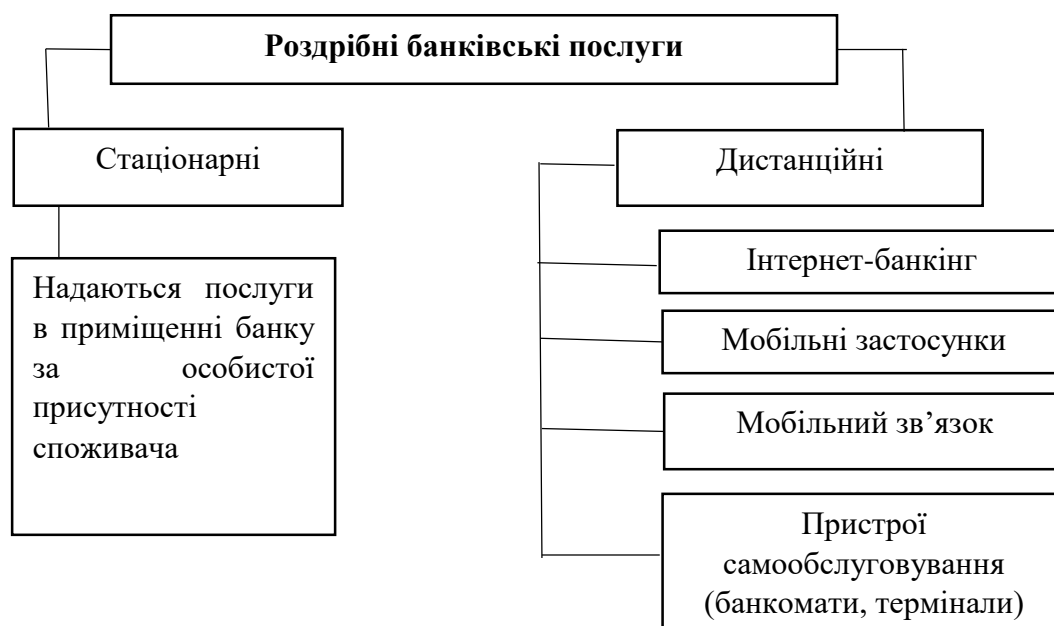 Роздрібні банківські послуги
Стаціонарні
Надаються послуги
в приміщенні банку
за особистої
присутності
споживача
Дистанційні
Інтернет-банкінг
Мобільні застосунки
Мобільний зв’язок
Пристрої
самообслуговування
(банкомати, термінали)